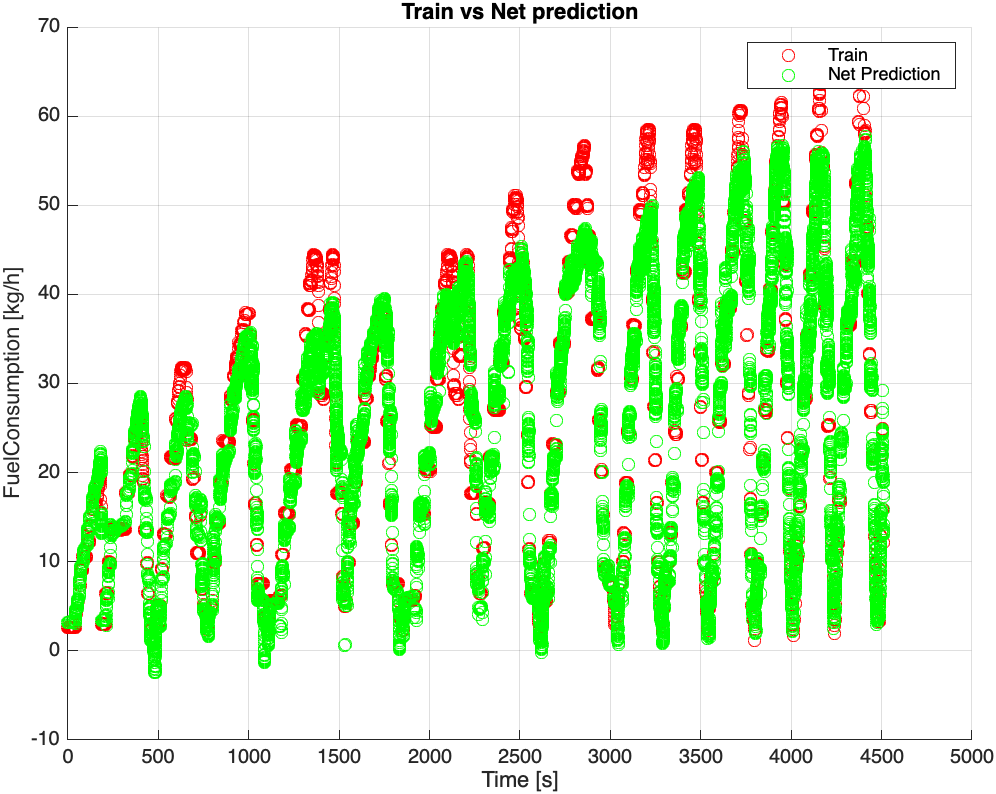 Train vs Net prediction
70
60
50
40
30
20
10
0
-10
FuelConsumption [kg/h]
Train
Net Prediction
0 500 1000 1500 2000 2500 3000 3500 4000 4500 5000
Time [s]